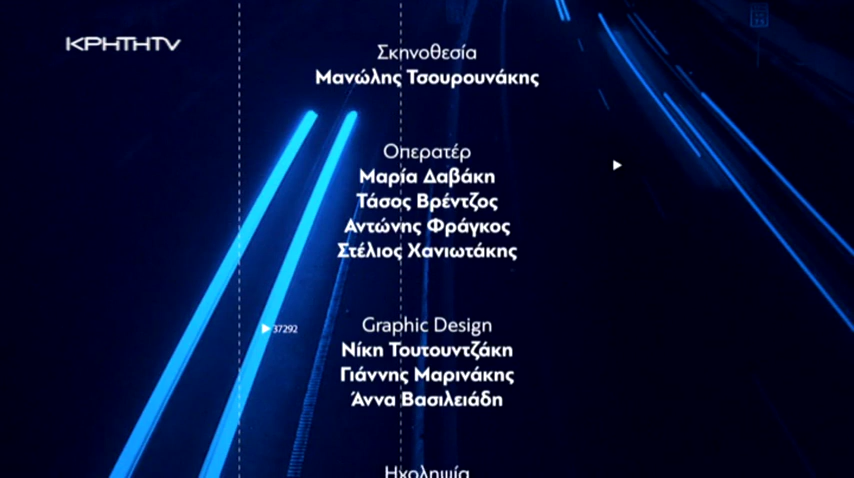 ΚΡΗΤΗTV
Σκηνοθεσία
Μανώλης Τσουρουνάκης
Οπερατέρ
Μαρία Δαβάκη
Τάσος Βρέντζος
Αντώνης Φράγκος
Στέλιος Χανιωτάκης
37292
Graphic Design
Νίκη Τουτουντζάκη
Γιάννης Μαρινάκης
Άννα Βασιλειάδη
Ηχοληψία